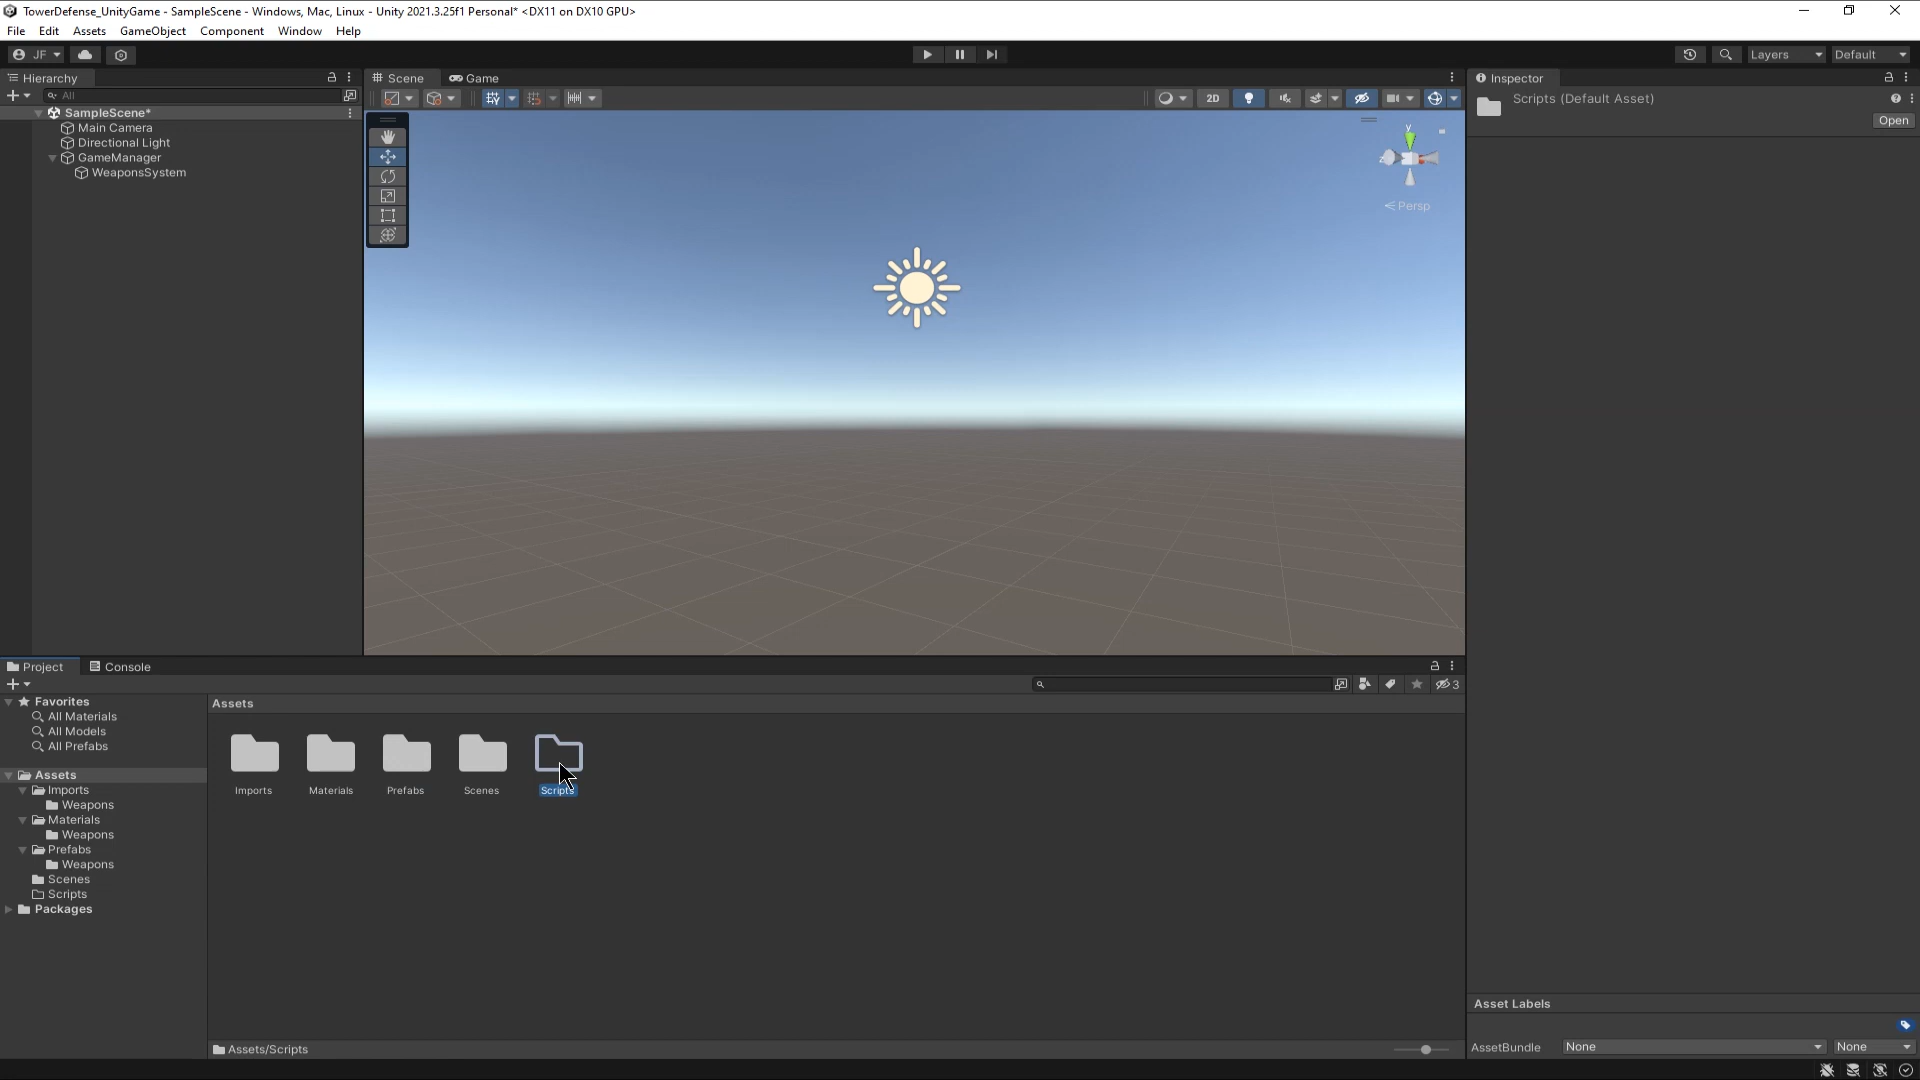 TowerDefense_UnityGame - SampleScene - Windows, Mac, Linux - Unity 2021.3.25f1 Personal* <DX11 on DX10 GPU>
File Edit Assets GameObject Component Window Help
JF
Layers
Default
Hierarchy
All
SampleScene*
Main Camera
Directional Light
GameManager
WeaponsSystem
Scene
Game
2D
y
z
Persp
Inspector
Scripts (Default Asset)
Open
Project
Console
3
Favorites
All Materials
All Models
All Prefabs
Assets
Imports
Weapons
Materials
Weapons
Prefabs
Weapons
Scenes
Scripts
Packages
Assets
Imports
Materials
Prefabs
Scenes
Scripts
Assets/Scripts
Asset Labels
AssetBundle
None
None